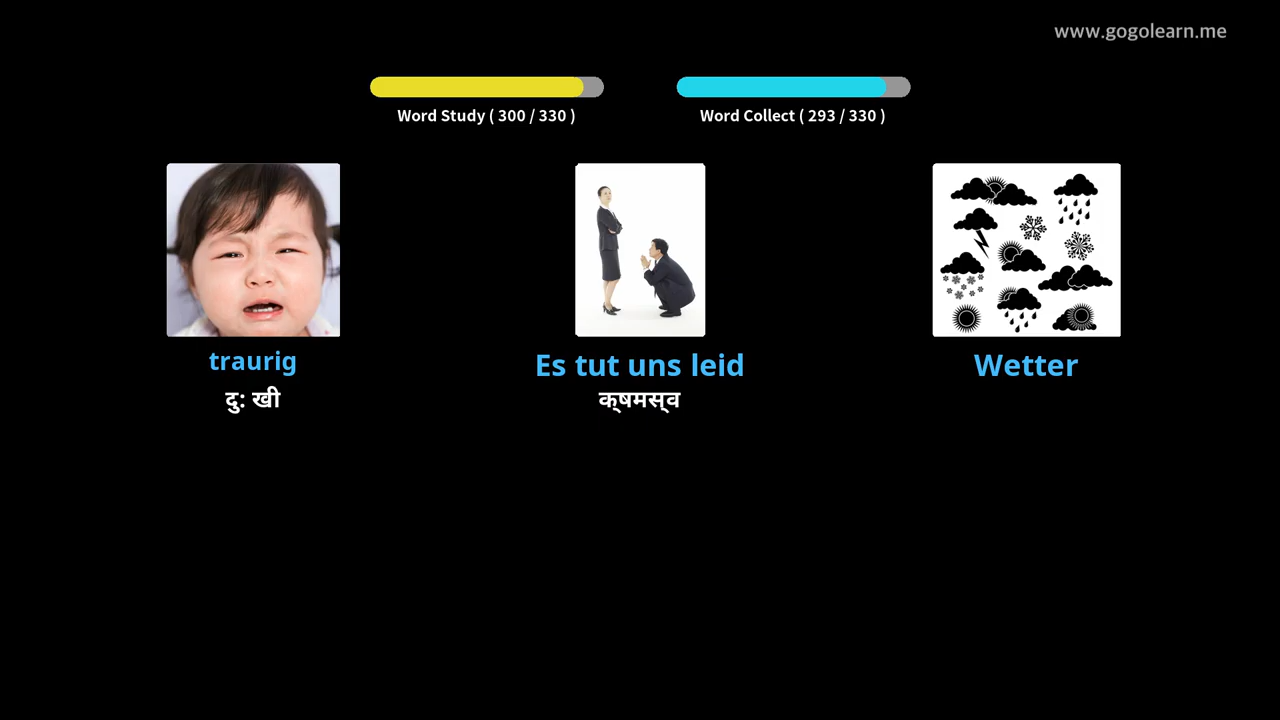 www.gogolearn.me
Word Study ( 300 / 330 )
Word Collect ( 293 / 330 )
traurig
Es tut uns leid
Wetter
दु: खी
क्षमस्व